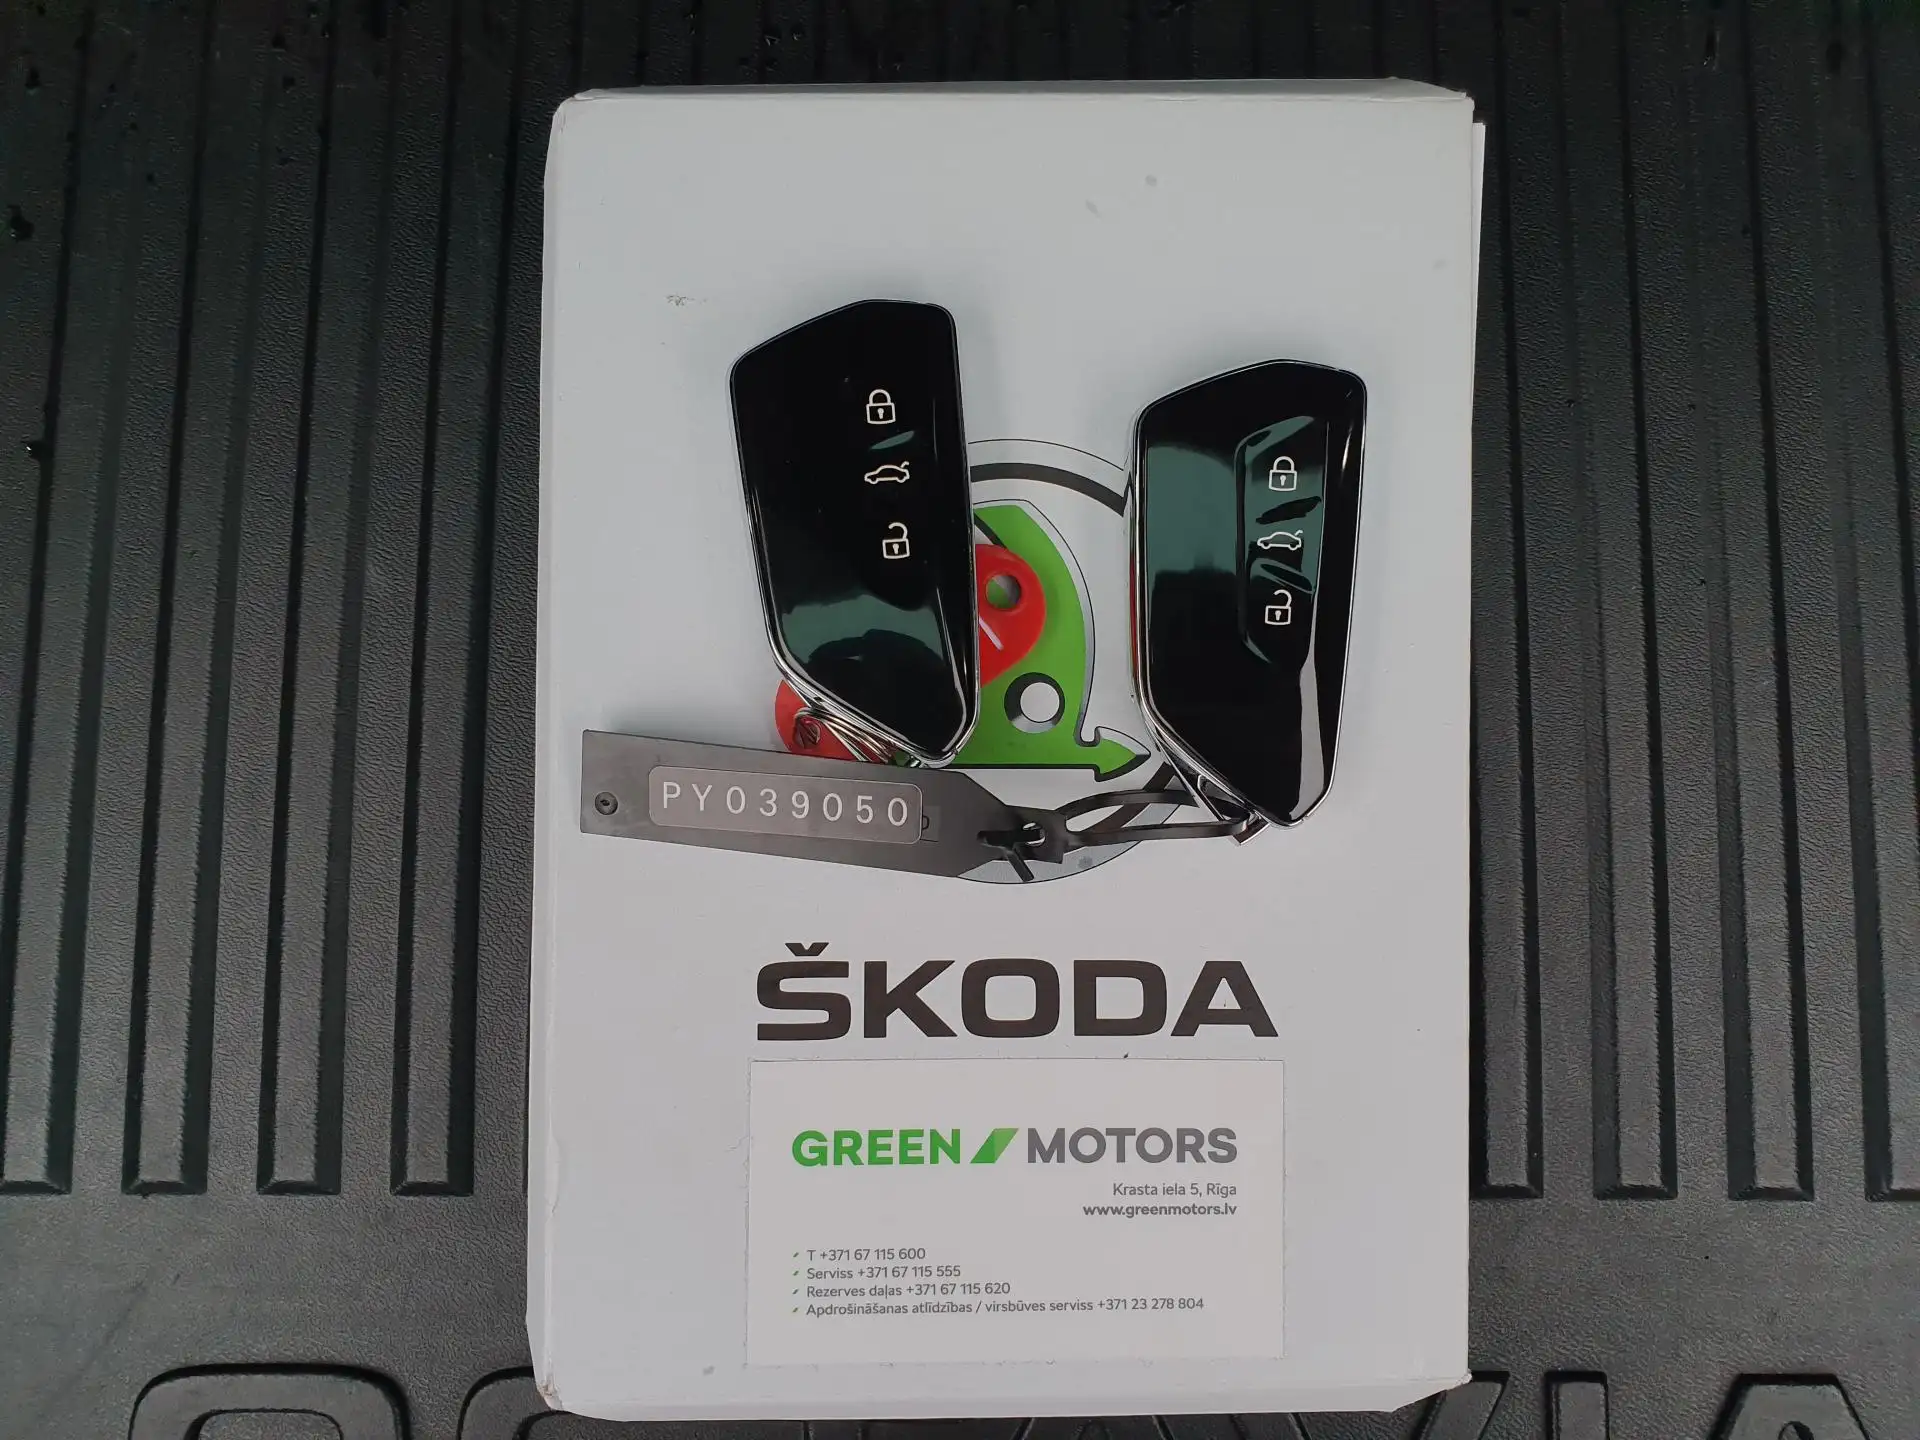 PY039050
ŠKODA
GREEN MOTORS
Krasta iela 5, Rīga
www.greenmotors.lv
T +371 67 115 600
Serviss +371 67 115 555
Rezerves daļas +371 67 115 620
Apdrošināšanas atlīdzības / virsbūves serviss +371 23 278 804